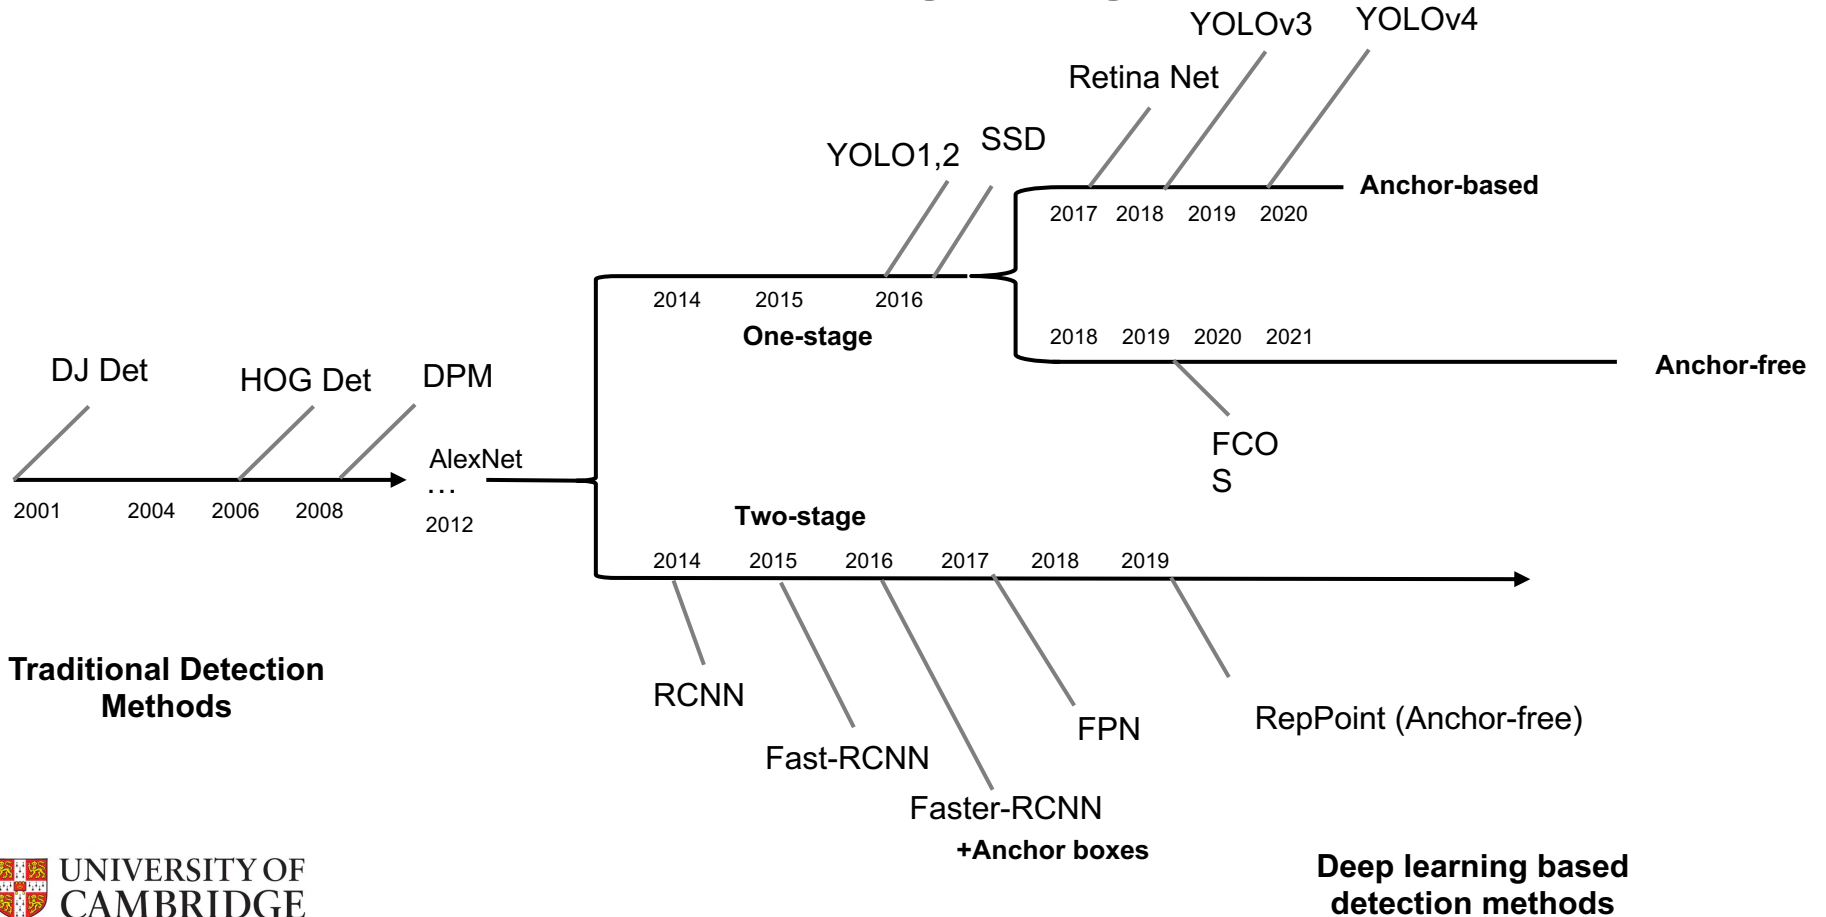 YOLOv3
YOLOv4
Retina Net
SSD
YOLO1,2
Anchor-based
2017 2018 2019 2020
2014 2015 2016
One-stage
2018 2019 2020 2021
Anchor-free
DJ Det
HOG Det
DPM
FCO
S
AlexNet
...
2001 2004 2006 2008
2012
Two-stage
2014 2015 2016 2017 2018 2019
Traditional Detection
Methods
RCNN
Fast-RCNN
Faster-RCNN
+Anchor boxes
FPN
RepPoint (Anchor-free)
Deep learning based
detection methods
UNIVERSITY OF
CAMBRIDGE